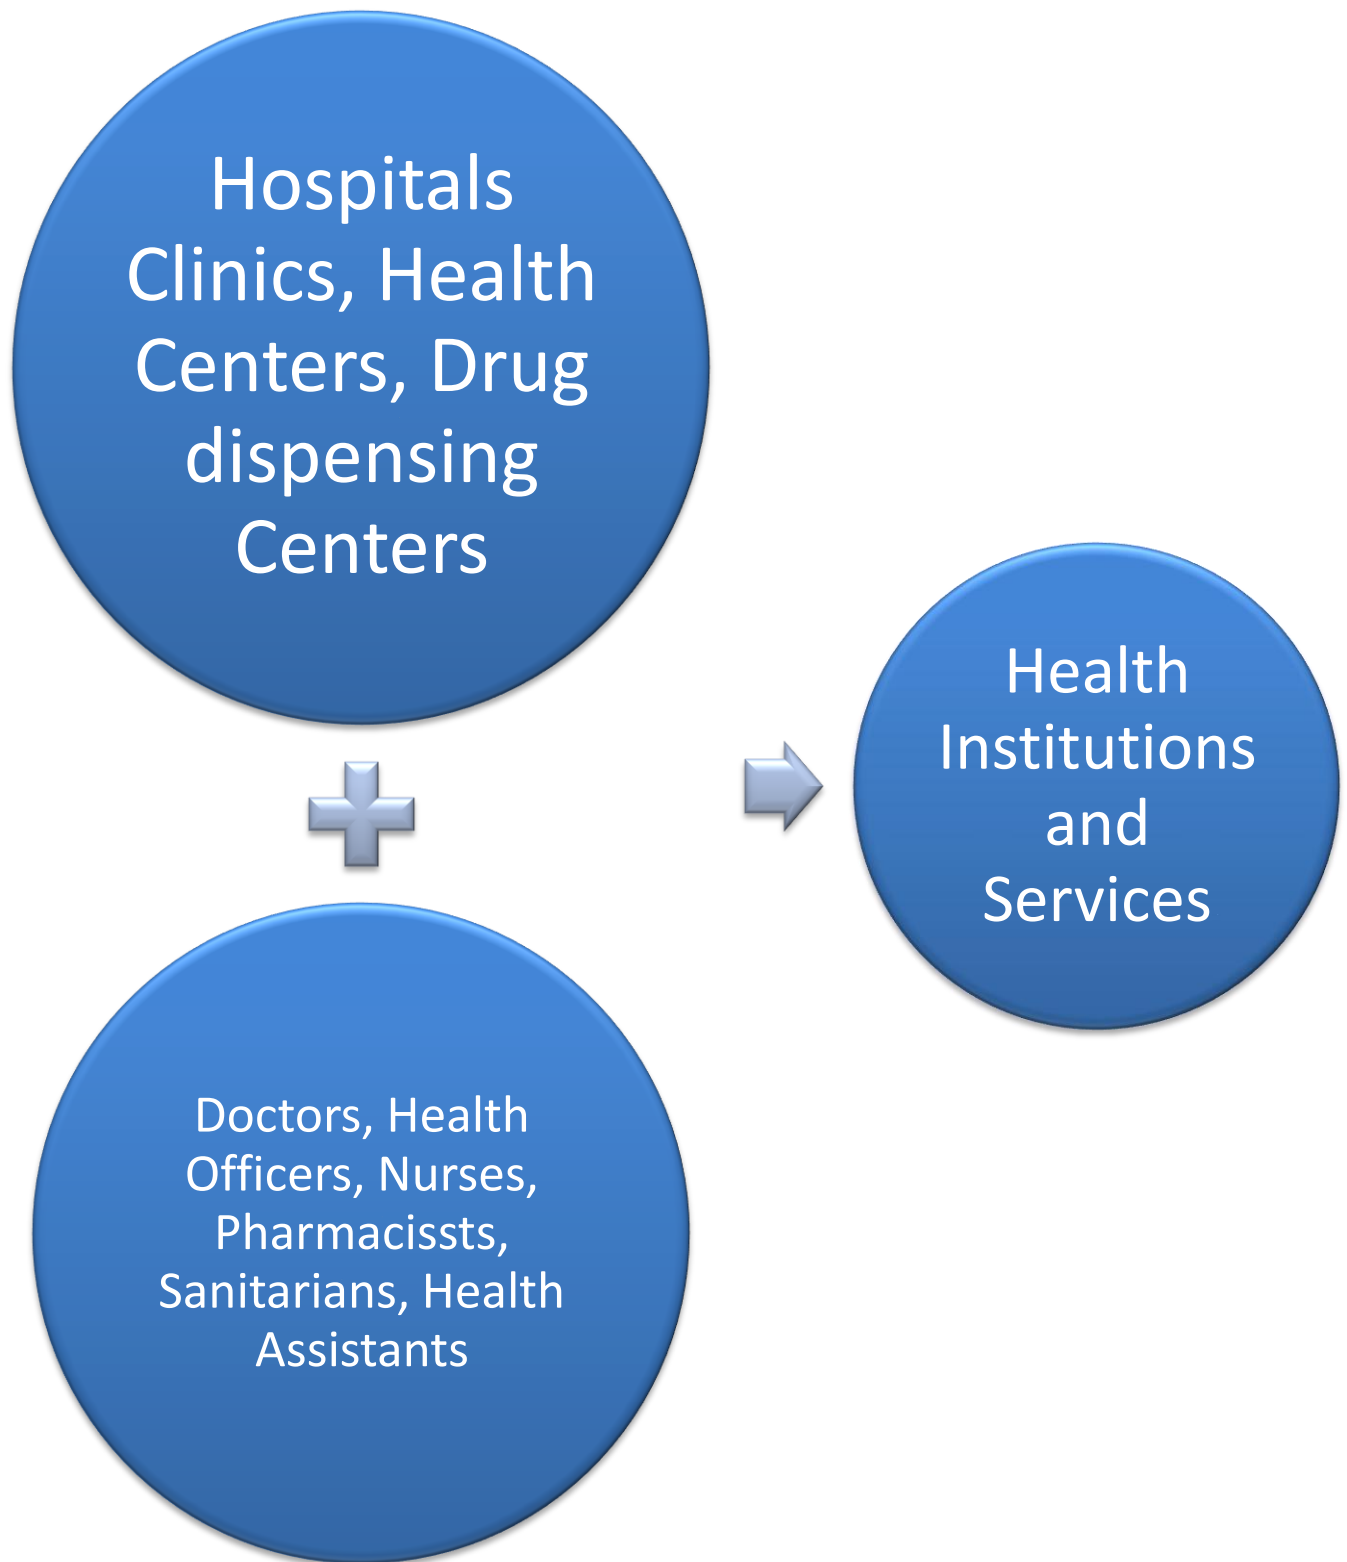 Hospitals
Clinics, Health
Centers, Drug
dispensing
Centers
Doctors, Health
Officers, Nurses,
Pharmacissts,
Sanitarians, Health
Assistants
Health
Institutions
and
Services